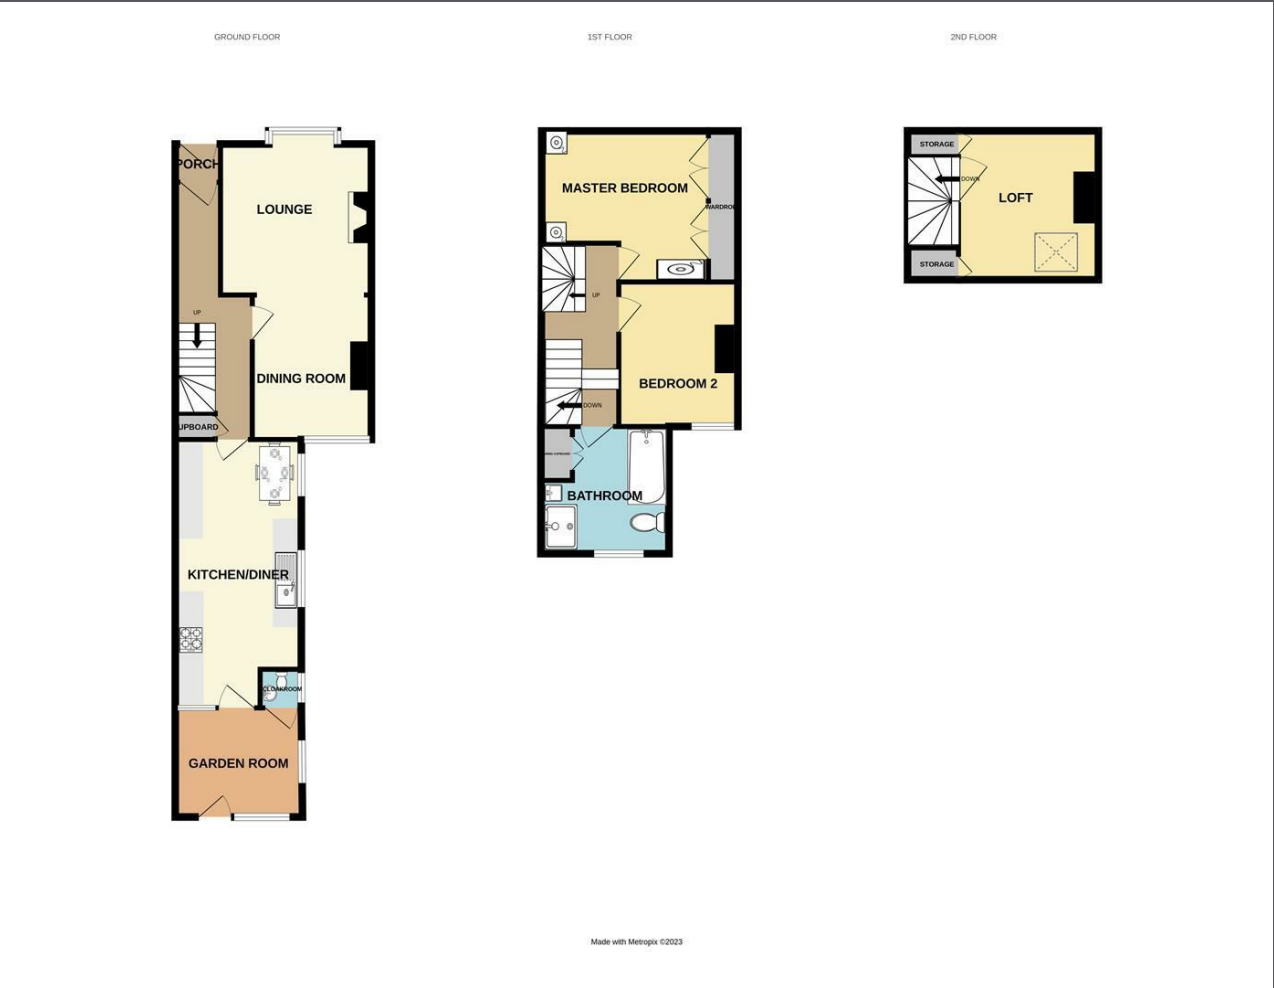 GROUND FLOOR
1ST FLOOR
2ND FLOOR
PORCH
LOUNGE
UP
DINING ROOM
UPBOARD
KITCHEN/DINER
CLOAKROOM
GARDEN ROOM
MASTER BEDROOM
WARDROB
UP
BEDROOM 2
DOWN
BATHROOM
STORAGE
DOWN
LOFT
STORAGE
Made with Metropix ©2023